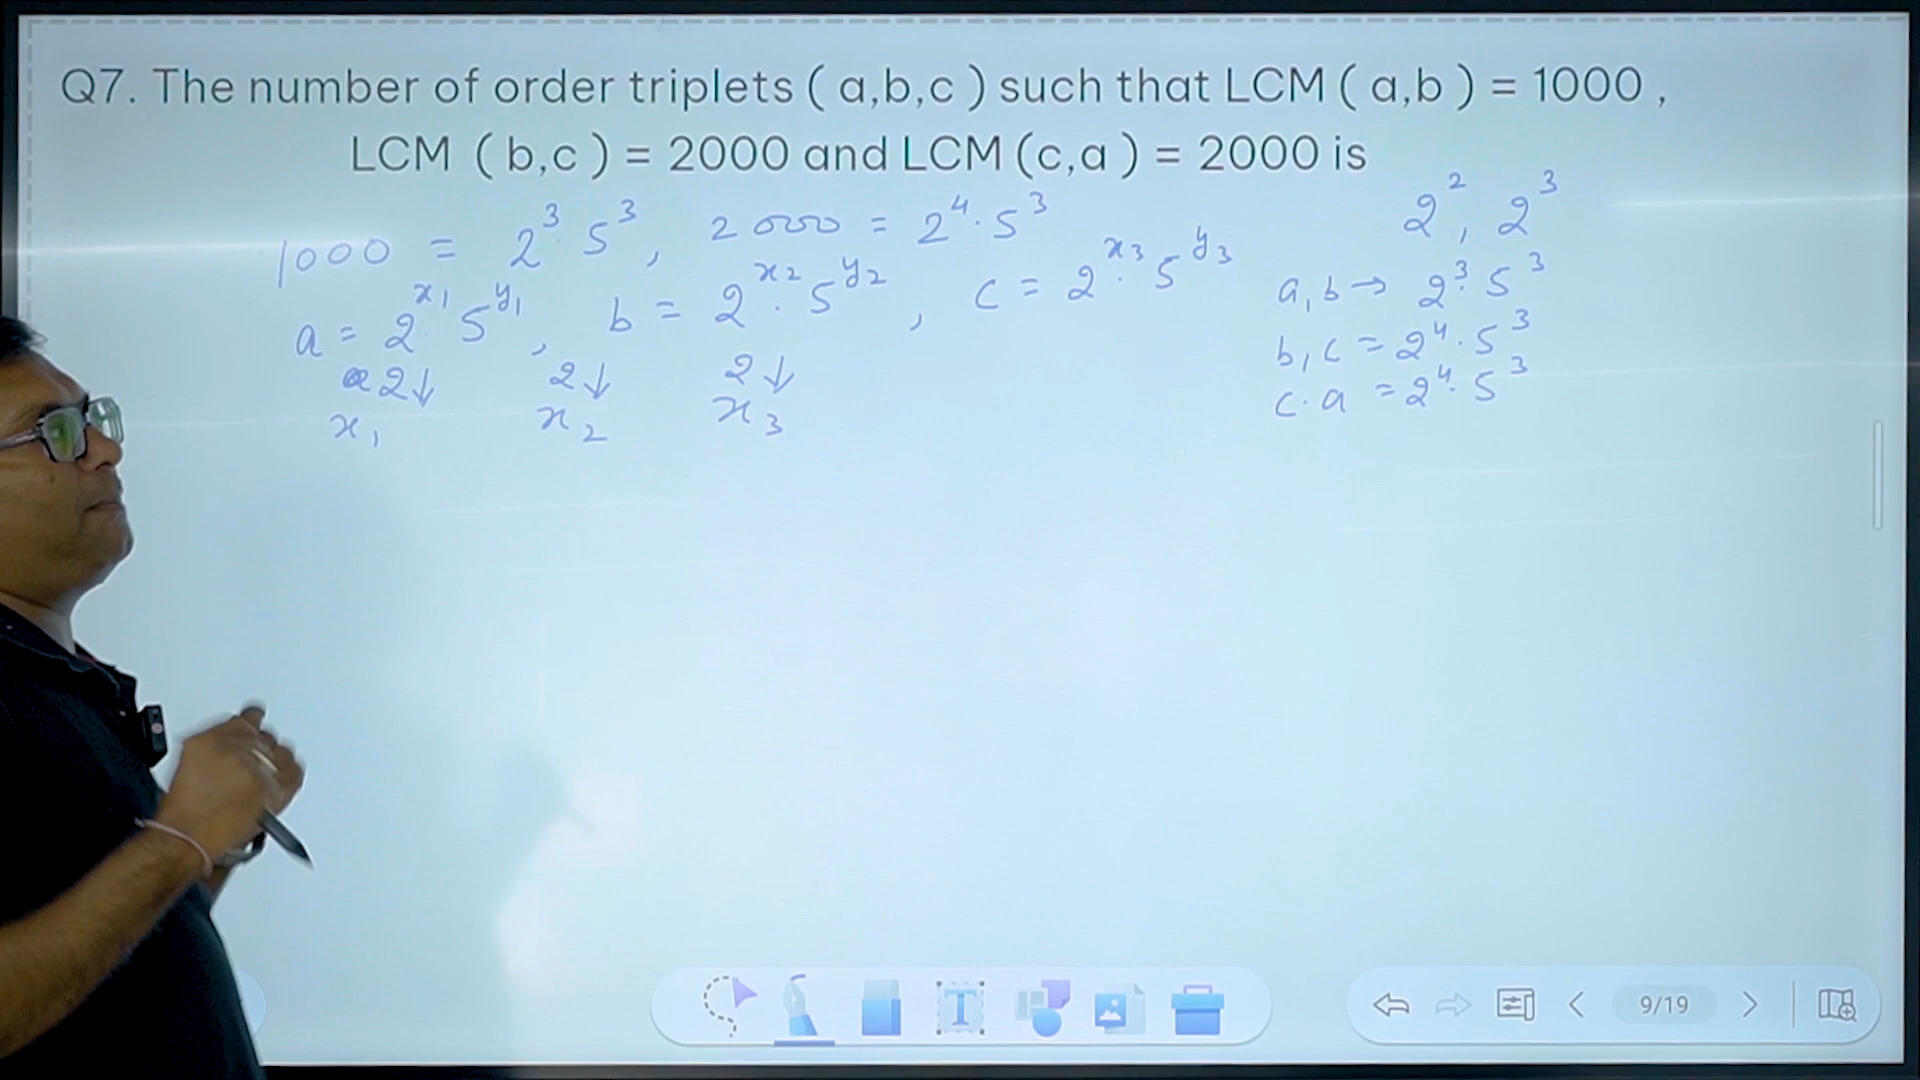 Q7. The number of order triplets ( a,b,c ) such that LCM ( a,b ) = 1000 ,
LCM ( b,c ) = 2000 and LCM (c,a ) = 2000 is
1000 = 2³·5³, 2000 = 2⁴·5³
2², 2³
a = 2^x₁·5^y₁, b = 2^x₂·5^y₂, c = 2^x₃·5^y₃
a,b → 2³·5³
b,c = 2⁴·5³
c·a = 2⁴·5³
2↓ 2↓ 2↓
x₁ x₂ x₃
T
9/19